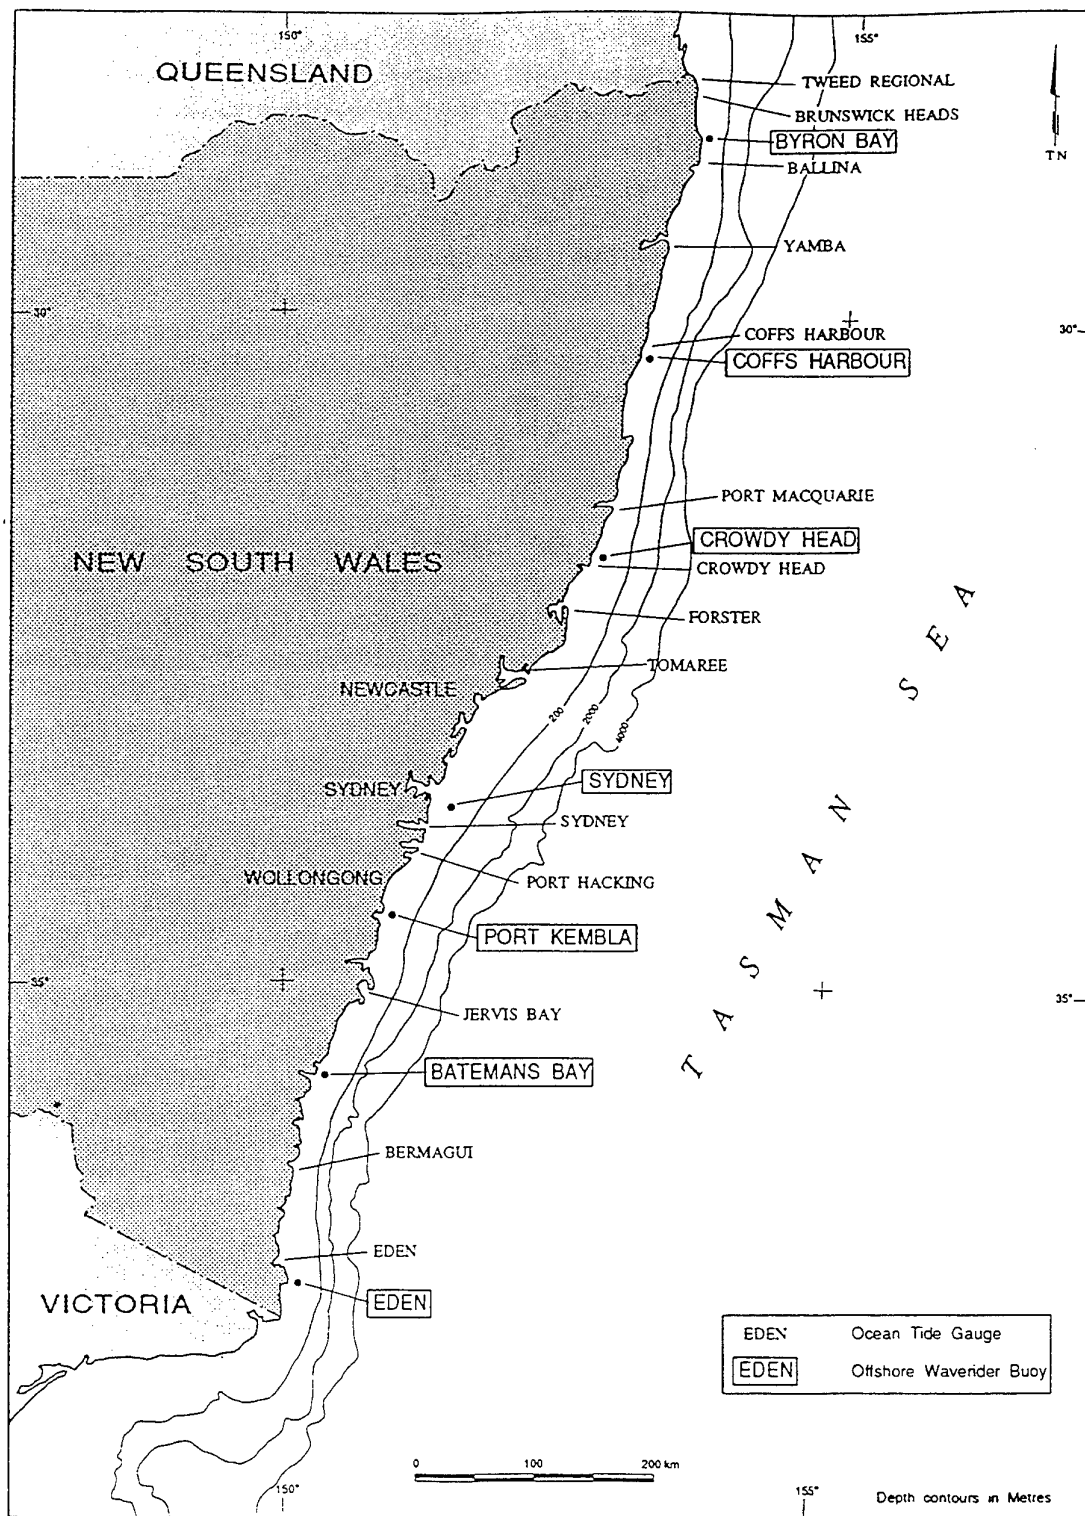 150°
155°
QUEENSLAND
TWEED REGIONAL
BRUNSWICK HEADS
BYRON BAY
TN
BALLINA
YAMBA
30°
30°
COFFS HARBOUR
COFFS HARBOUR
PORT MACQUARIE
CROWDY HEAD
NEW SOUTH WALES
CROWDY HEAD
FORSTER
TOMAREE
NEWCASTLE
200
2000
4000
TASMAN SEA
SYDNEY
SYDNEY
SYDNEY
WOLLONGONG
PORT HACKING
PORT KEMBLA
35°
35°
JERVIS BAY
BATEMANS BAY
BERMAGUI
EDEN
VICTORIA
EDEN
EDEN Ocean Tide Gauge
EDEN Offshore Waverider Buoy
0 100 200 km
150°
155°
Depth contours in Metres